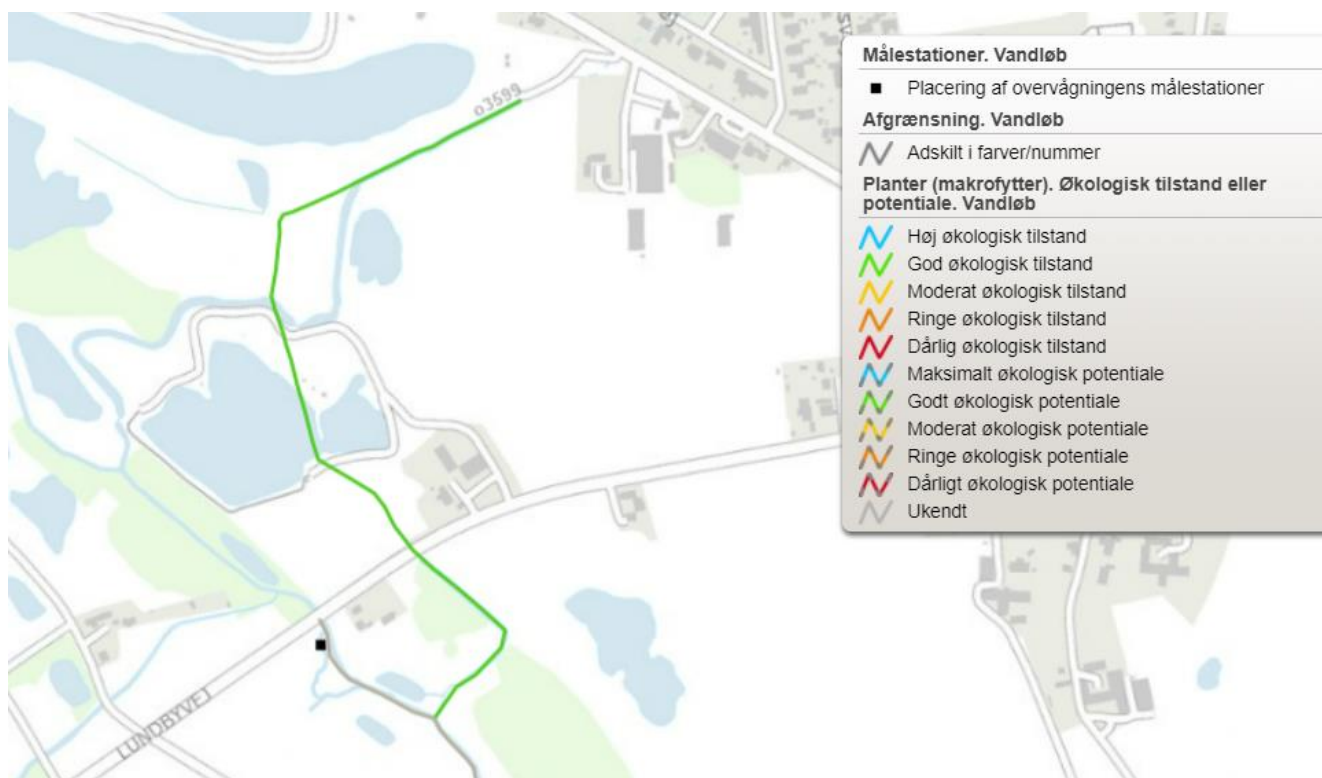 o3599
LUNDBYVEJ
Målestationer. Vandløb
Placering af overvågningens målestationer
Afgrænsning. Vandløb
Adskilt i farver/nummer
Planter (makrofytter). Økologisk tilstand eller
potentiale. Vandløb
Høj økologisk tilstand
God økologisk tilstand
Moderat økologisk tilstand
Ringe økologisk tilstand
Dårlig økologisk tilstand
Maksimalt økologisk potentiale
Godt økologisk potentiale
Moderat økologisk potentiale
Ringe økologisk potentiale
Dårligt økologisk potentiale
Ukendt